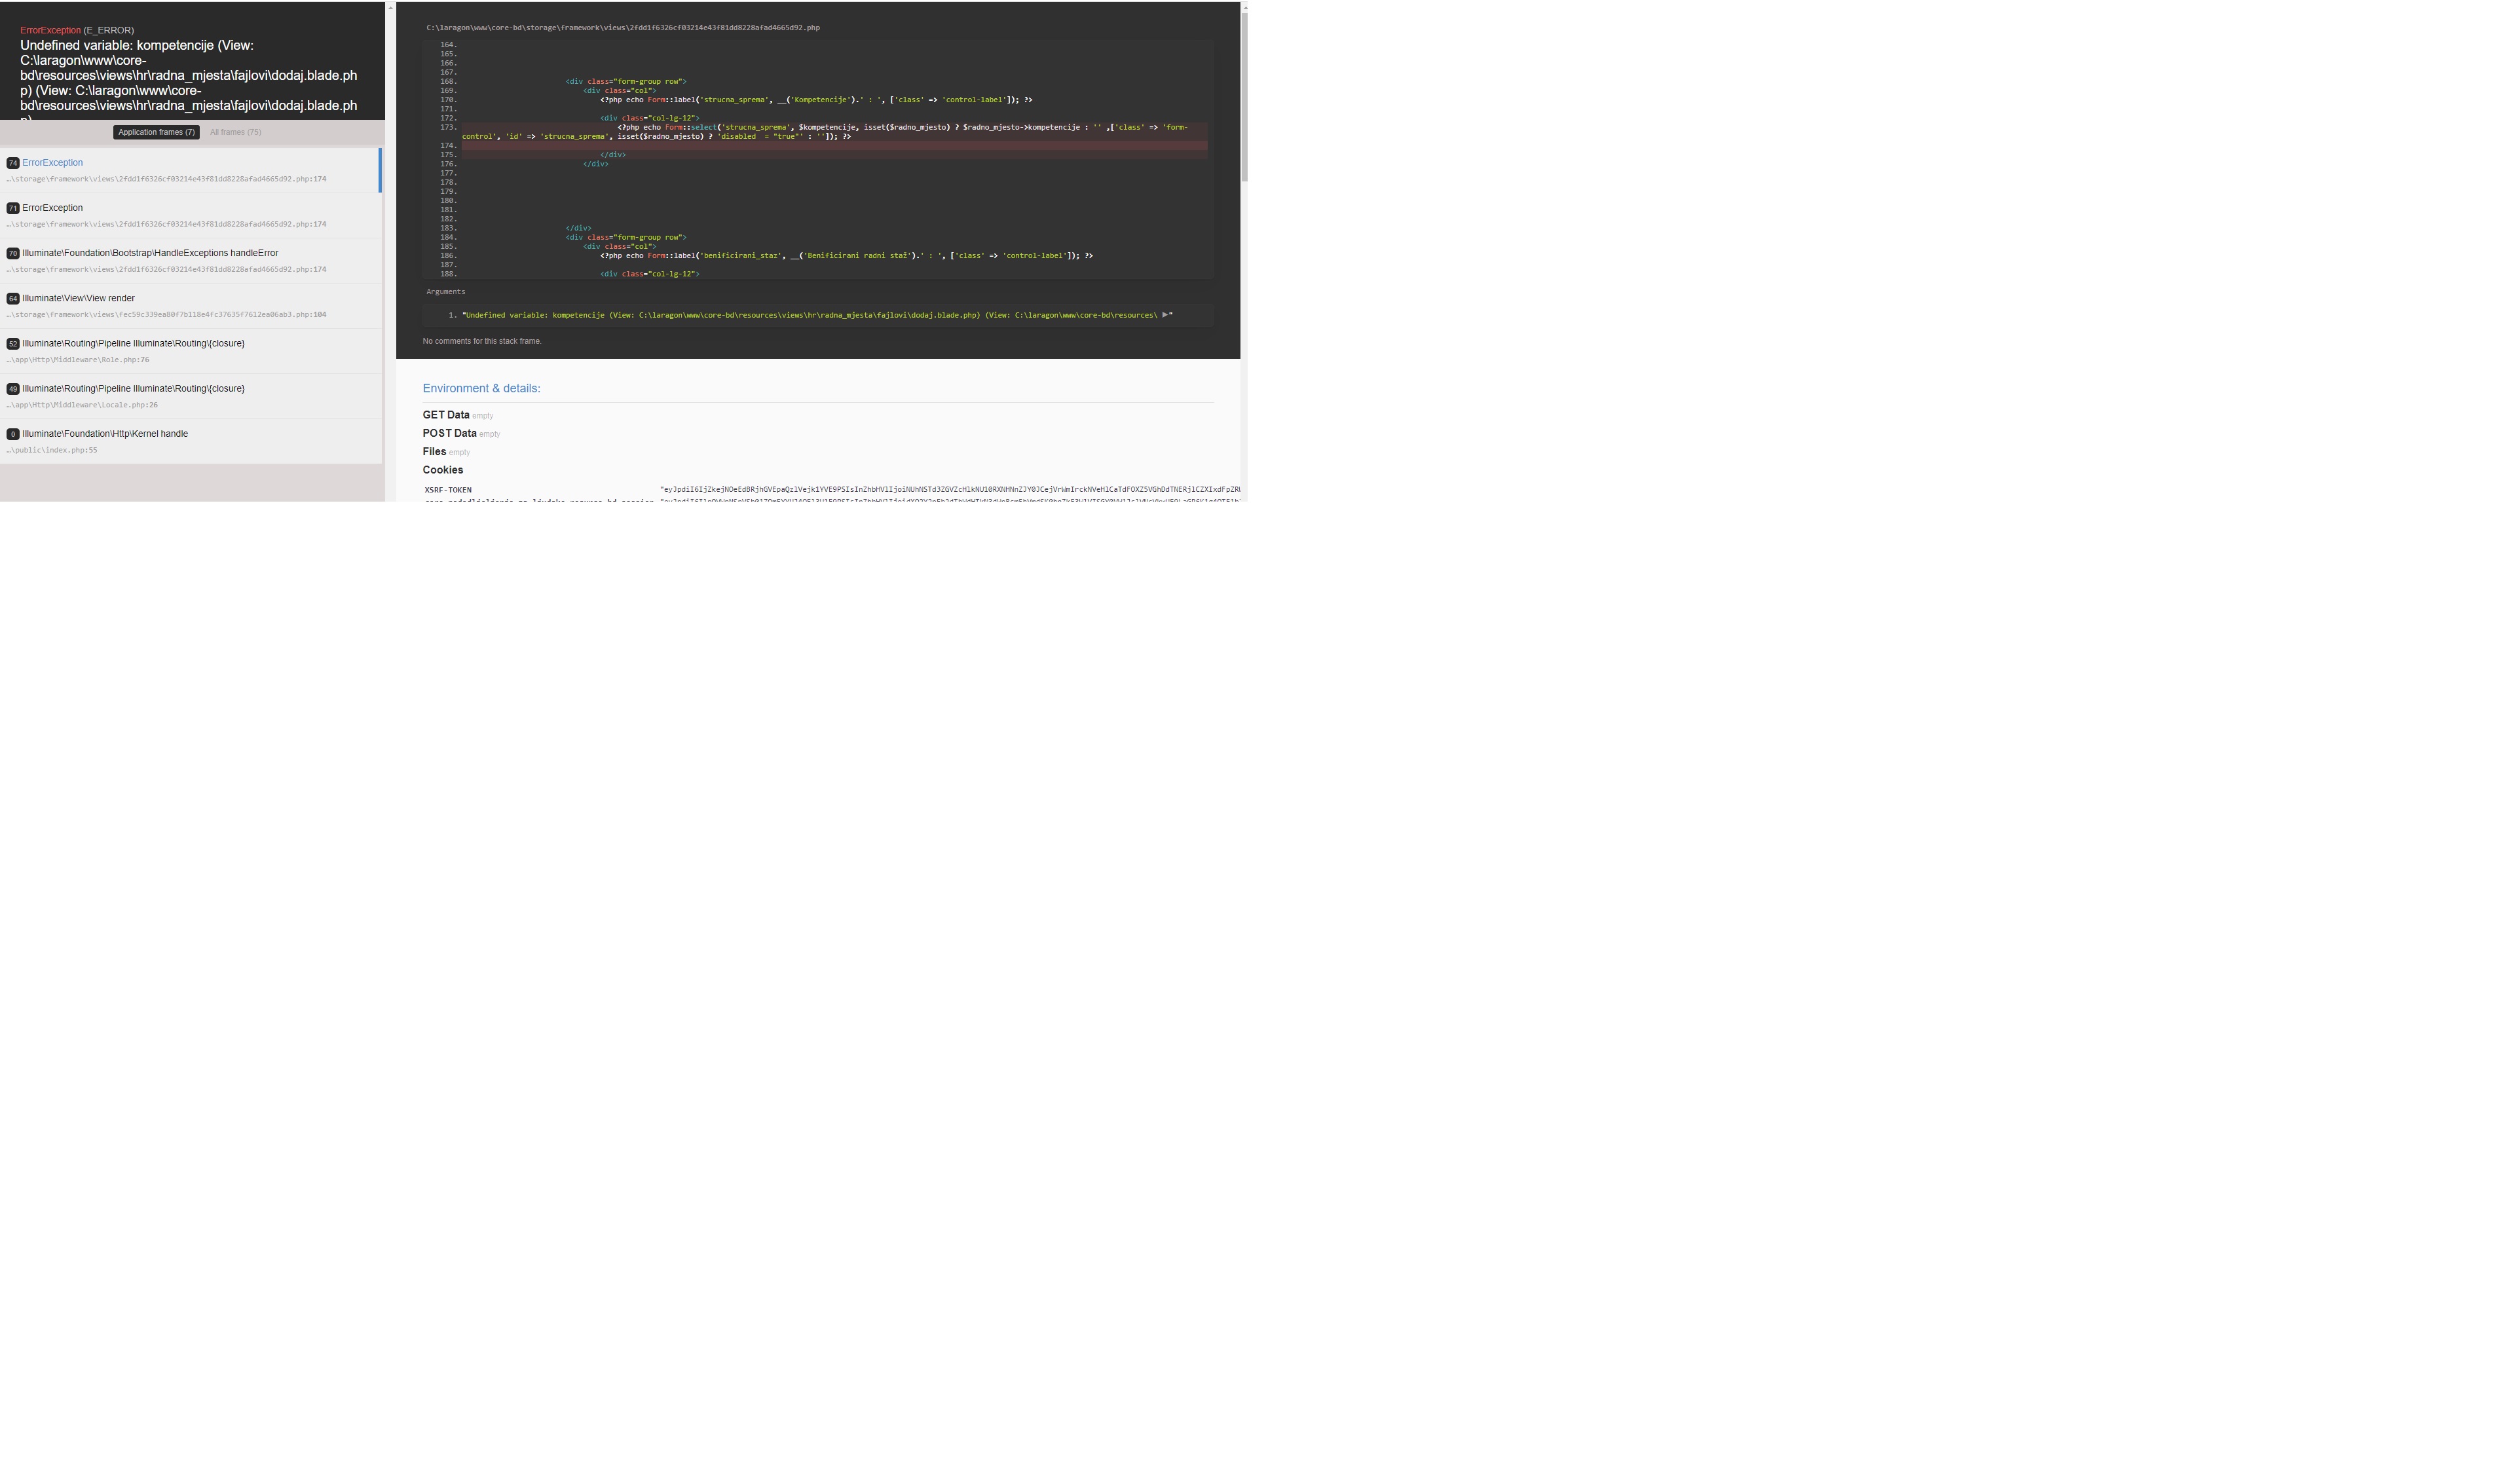 ErrorException (E_ERROR)
Undefined variable: kompetencije (View:
C:\laragon\www\core-
bd\resources\views\hr\radna_mjesta\fajlovi\dodaj.blade.ph
p) (View: C:\laragon\www\core-
bd\resources\views\hr\radna_mjesta\fajlovi\dodaj.blade.ph
p)
Application frames (7) All frames (75)
74 ErrorException
…\storage\framework\views\2fdd1f6326cf03214e43f81dd8228afad4665d92.php:174
71 ErrorException
…\storage\framework\views\2fdd1f6326cf03214e43f81dd8228afad4665d92.php:174
70 Illuminate\Foundation\Bootstrap\HandleExceptions handleError
…\storage\framework\views\2fdd1f6326cf03214e43f81dd8228afad4665d92.php:174
64 Illuminate\View\View render
…\storage\framework\views\fec59c339ea80f7b118e4fc37635f7612ea06ab3.php:104
52 Illuminate\Routing\Pipeline Illuminate\Routing\{closure}
…\app\Http\Middleware\Role.php:76
49 Illuminate\Routing\Pipeline Illuminate\Routing\{closure}
…\app\Http\Middleware\Locale.php:26
0 Illuminate\Foundation\Http\Kernel handle
…\public\index.php:55
C:\laragon\www\core-bd\storage\framework\views\2fdd1f6326cf03214e43f81dd8228afad4665d92.php
164.
165.
166.
167.
168. <div class="form-group row">
169. <div class="col">
170. <?php echo Form::label('strucna_sprema', __('Kompetencije').' : ', ['class' => 'control-label']); ?>
171.
172. <div class="col-lg-12">
173. <?php echo Form::select('strucna_sprema', $kompetencije, isset($radno_mjesto) ? $radno_mjesto->kompetencije : '' ,['class' => 'form-
control', 'id' => 'strucna_sprema', isset($radno_mjesto) ? 'disabled  = "true"' : '']); ?>
174.
175. </div>
176. </div>
177.
178.
179.
180.
181.
182.
183. </div>
184. <div class="form-group row">
185. <div class="col">
186. <?php echo Form::label('benificirani_staz', __('Benificirani radni staž').' : ', ['class' => 'control-label']); ?>
187.
188. <div class="col-lg-12">
Arguments
1. "Undefined variable: kompetencije (View: C:\laragon\www\core-bd\resources\views\hr\radna_mjesta\fajlovi\dodaj.blade.php) (View: C:\laragon\www\core-bd\resources\ ▶"
No comments for this stack frame.
Environment & details:
GET Data empty
POST Data empty
Files empty
Cookies
XSRF-TOKEN